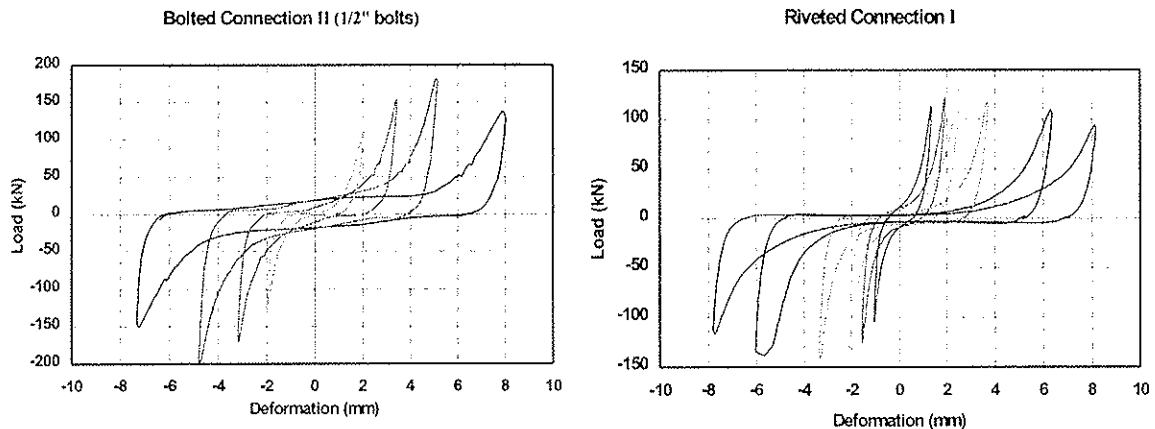 Bolted Connection II (1/2" bolts)
200
150
100
50
0
-50
-100
-150
-200
Load (kN)
-10 -8 -6 -4 -2 0 2 4 6 8 10
Deformation (mm)
Riveted Connection I
150
100
50
0
-50
-100
-150
Load (kN)
-10 -8 -6 -4 -2 0 2 4 6 8 10
Deformation (mm)